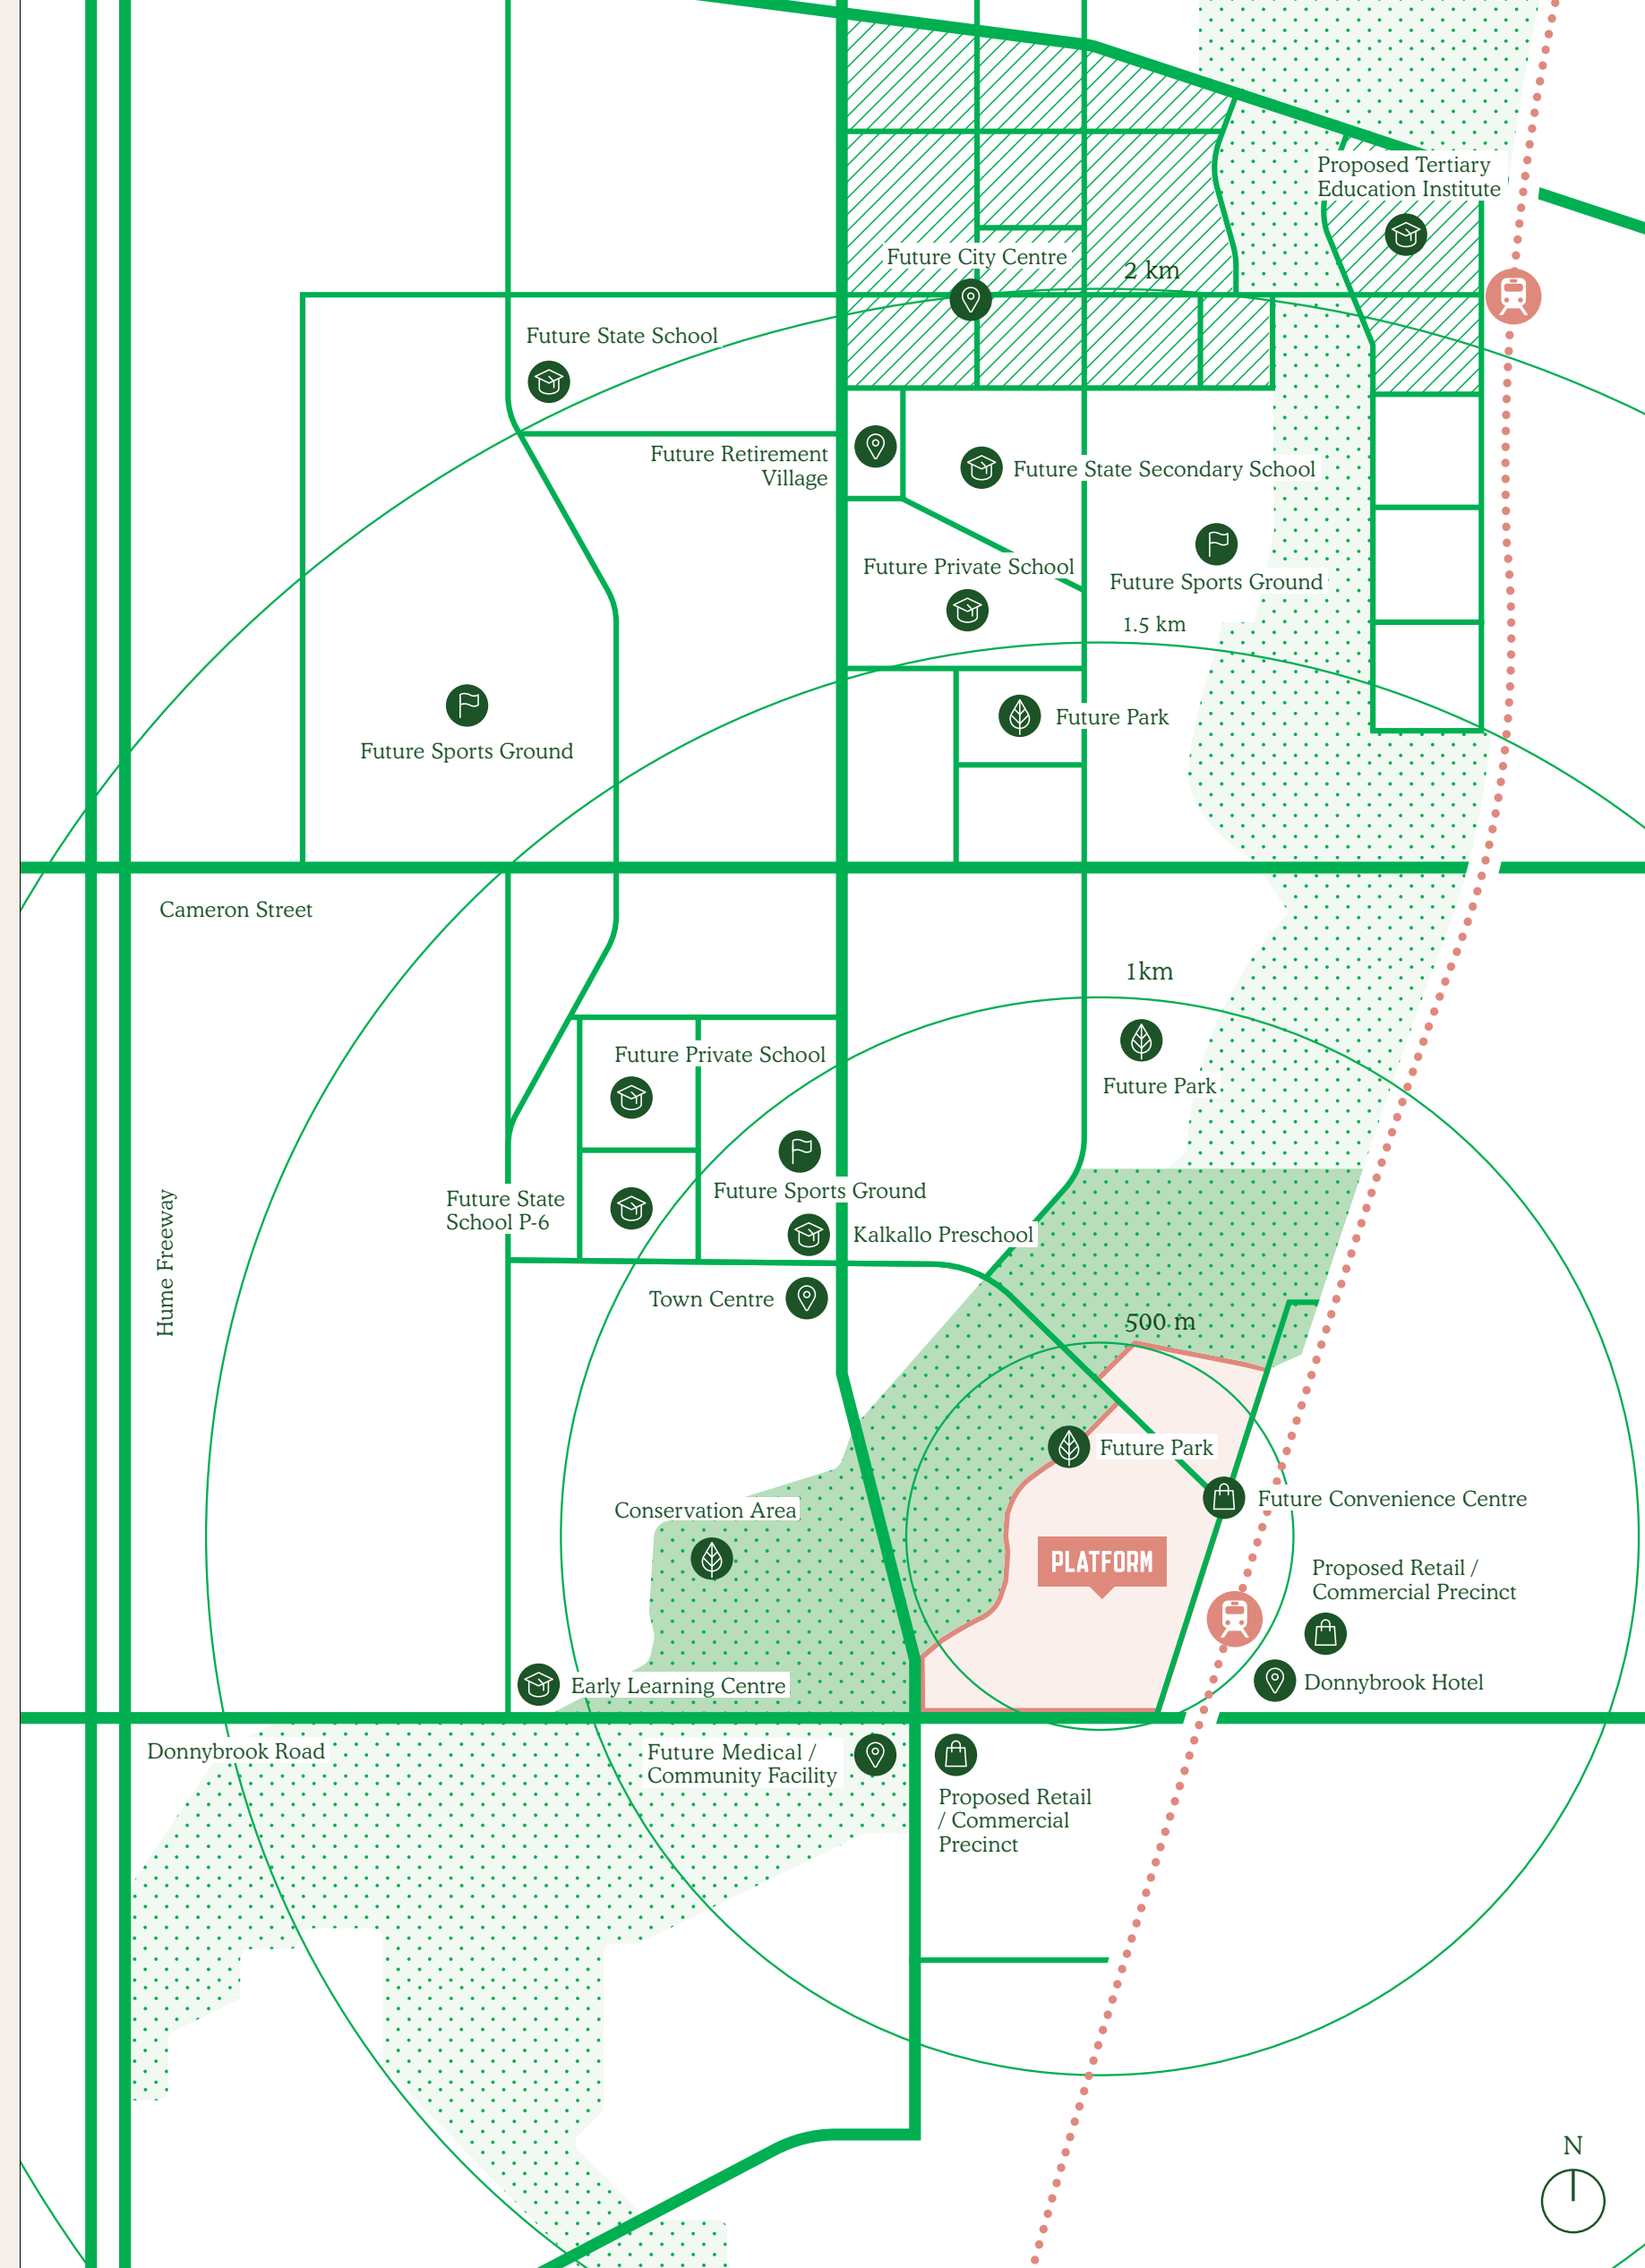 Proposed Tertiary
Education Institute
Future City Centre
2 km
Future State School
Future Retirement
Village
Future State Secondary School
Future Private School
Future Sports Ground
1.5 km
Future Park
Future Sports Ground
Cameron Street
1km
Future Private School
Future Park
Future State
School P-6
Future Sports Ground
Kalkallo Preschool
Hume Freeway
Town Centre
500 m
Future Park
Future Convenience Centre
Conservation Area
PLATFORM
Proposed Retail /
Commercial Precinct
Early Learning Centre
Donnybrook Hotel
Donnybrook Road
Future Medical /
Community Facility
Proposed Retail
/ Commercial
Precinct
N